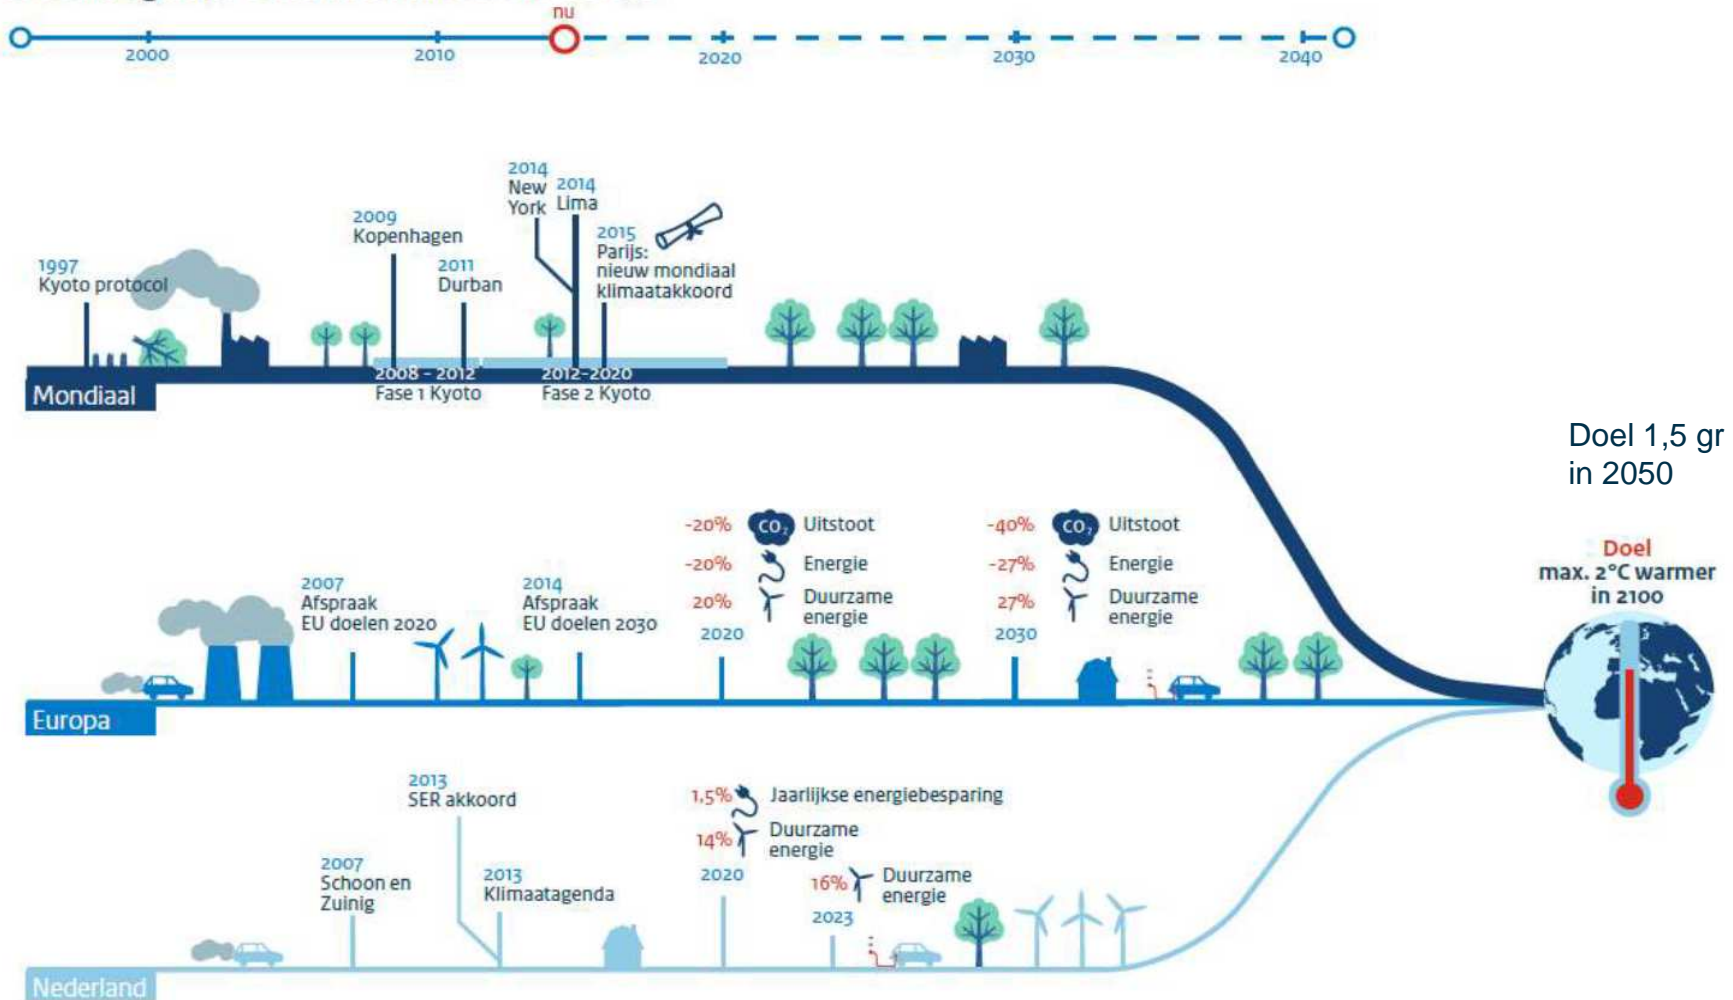 nu
2000
2010
2020
2030
2040
1997
Kyoto protocol
2009
Kopenhagen
2011
Durban
2014
New
York
2014
Lima
2015
Parijs:
nieuw mondiaal
klimaatakkoord
2008 - 2012
Fase 1 Kyoto
2012-2020
Fase 2 Kyoto
Mondiaal
Doel 1,5 gr
in 2050
Doel
max. 2°C warmer
in 2100
2007
Afspraak
EU doelen 2020
2014
Afspraak
EU doelen 2030
-20% CO₂ Uitstoot
-20% Energie
20% Duurzame
energie
2020
-40% CO₂ Uitstoot
-27% Energie
27% Duurzame
energie
2030
Europa
2007
Schoon en
Zuinig
2013
SER akkoord
2013
Klimaatagenda
1,5% Jaarlijkse energiebesparing
14% Duurzame
energie
2020
16% Duurzame
energie
2023
Nederland